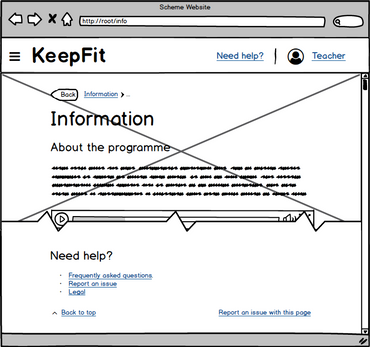 Scheme Website
http://root/info
KeepFit
Need help?
Teacher
Back
Information
...
Information
About the programme
Need help?
Frequently asked questions
Report an issue
Legal
Back to top
Report an issue with this page